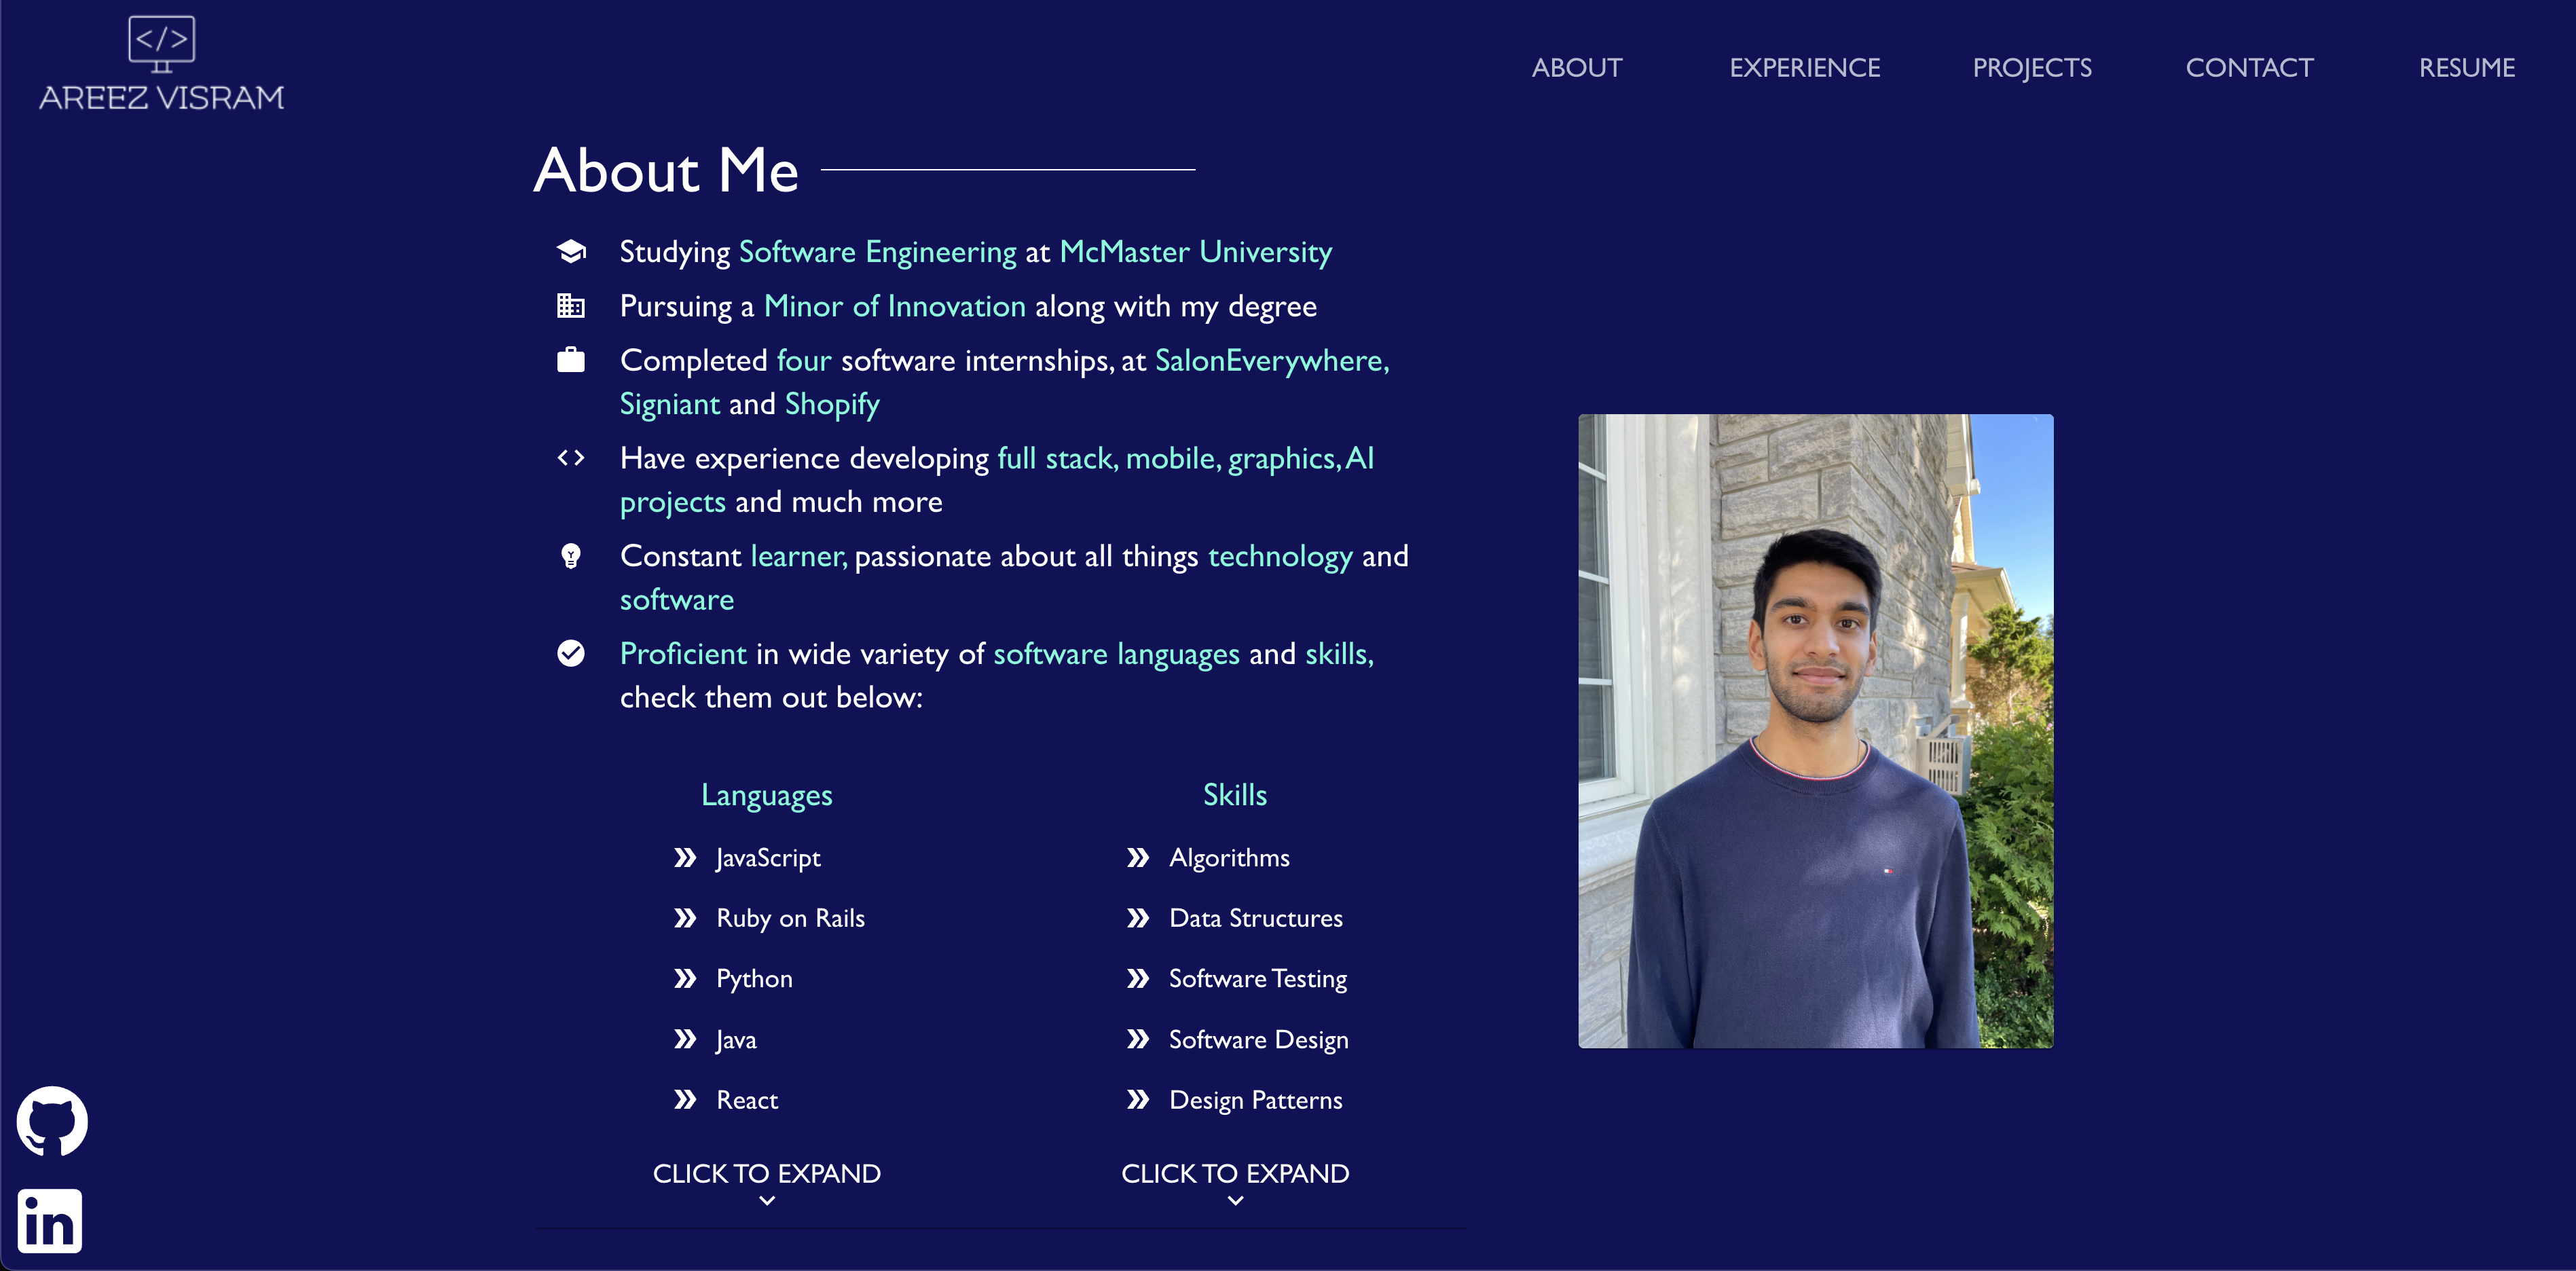 </>
AREEZ VISRAM
ABOUT
EXPERIENCE
PROJECTS
CONTACT
RESUME
About Me
Studying Software Engineering at McMaster University
Pursuing a Minor of Innovation along with my degree
Completed four software internships, at SalonEverywhere,
Signiant and Shopify
Have experience developing full stack, mobile, graphics, AI
projects and much more
Constant learner, passionate about all things technology and
software
Proficient in wide variety of software languages and skills,
check them out below:
Languages
JavaScript
Ruby on Rails
Python
Java
React
CLICK TO EXPAND
Skills
Algorithms
Data Structures
Software Testing
Software Design
Design Patterns
CLICK TO EXPAND
in